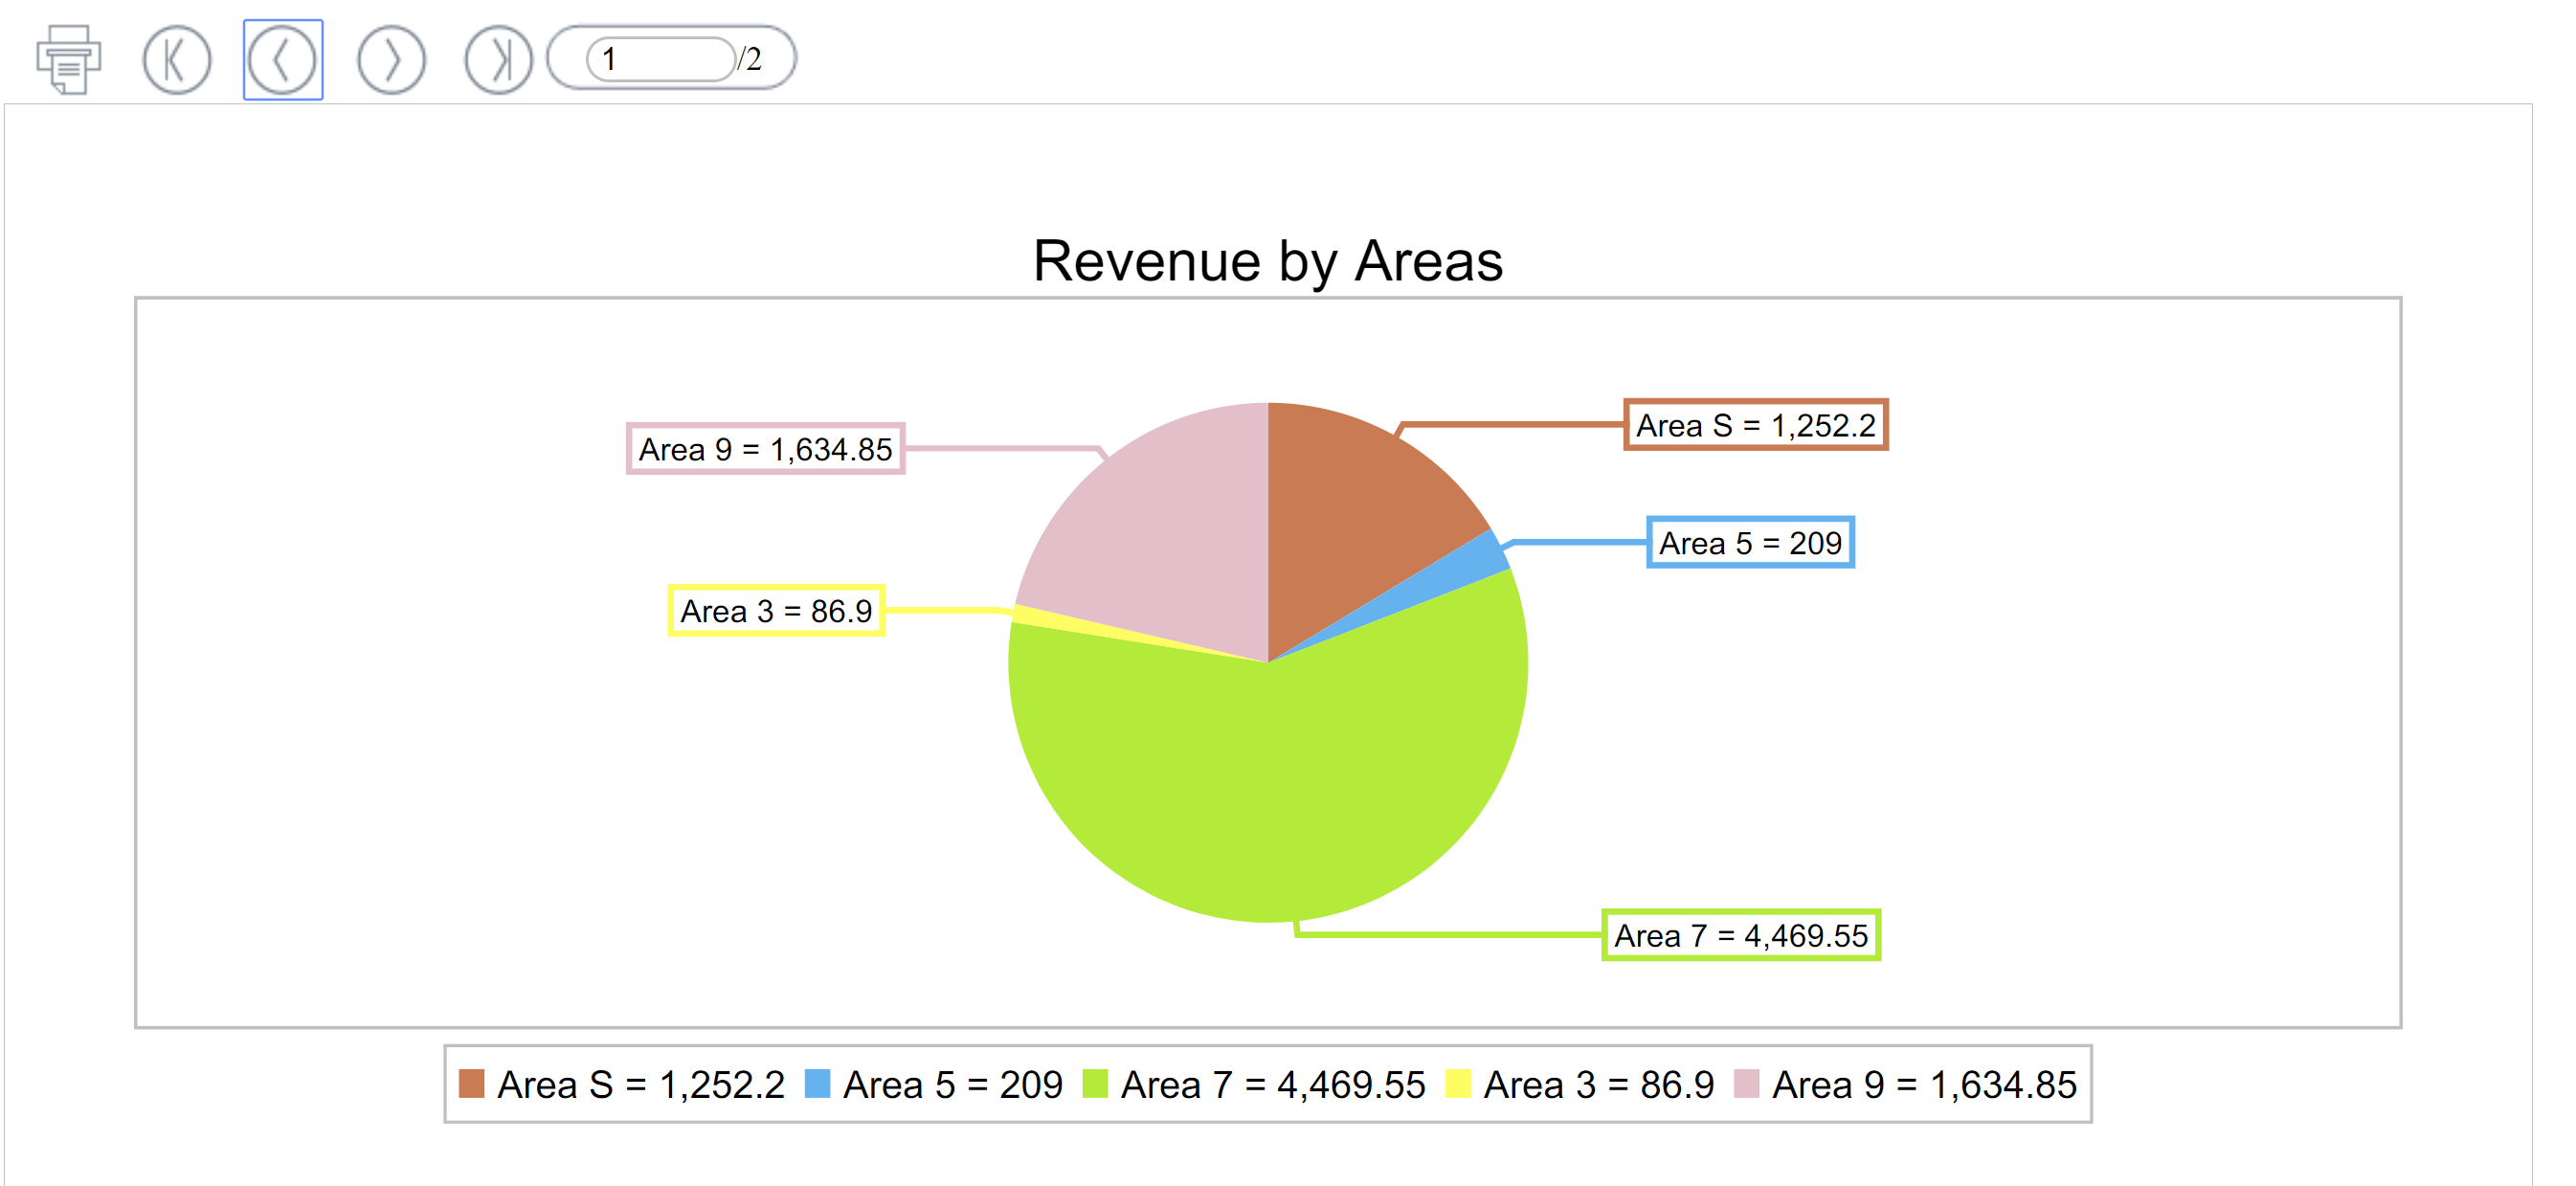 1 /2
Revenue by Areas
Area S = 1,252.2
Area 9 = 1,634.85
Area 5 = 209
Area 3 = 86.9
Area 7 = 4,469.55
Area S = 1,252.2 Area 5 = 209 Area 7 = 4,469.55 Area 3 = 86.9 Area 9 = 1,634.85